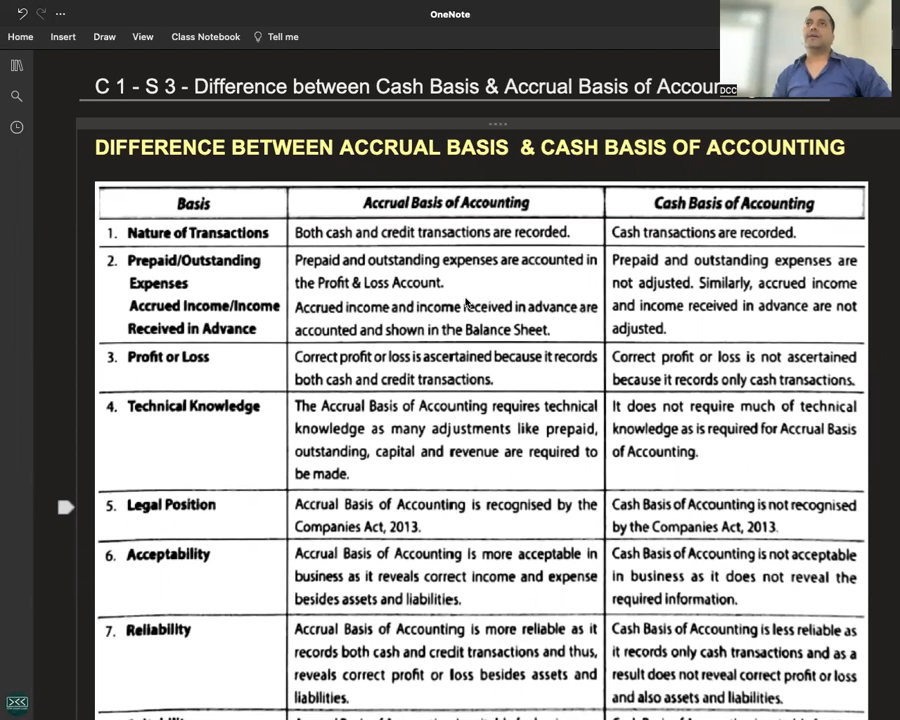 OneNote
Home Insert Draw View Class Notebook Tell me
C 1 - S 3 - Difference between Cash Basis & Accrual Basis of
DCC
DIFFERENCE BETWEEN ACCRUAL BASIS & CASH BASIS OF ACCOUNTING
Basis Accrual Basis of Accounting Cash Basis of Accounting
1. Nature of Transactions Both cash and credit transactions are recorded. Cash transactions are recorded.
2. Prepaid/Outstanding Prepaid and outstanding expenses are accounted in Prepaid and outstanding expenses are
Expenses the Profit & Loss Account. not adjusted. Similarly, accrued income
Accrued Income/Income Accrued income and income received in advance are and income received in advance are not
Received in Advance accounted and shown in the Balance Sheet. adjusted.
3. Profit or Loss Correct profit or loss is ascertained because it records Correct profit or loss is not ascertained
both cash and credit transactions. because it records only cash transactions.
4. Technical Knowledge The Accrual Basis of Accounting requires technical It does not require much of technical
knowledge as many adjustments like prepaid, knowledge as is required for Accrual Basis
outstanding, capital and revenue are required to of Accounting.
be made.
5. Legal Position Accrual Basis of Accounting is recognised by the Cash Basis of Accounting is not recognised
Companies Act, 2013. by the Companies Act, 2013.
6. Acceptability Accrual Basis of Accounting is more acceptable in Cash Basis of Accounting is not acceptable
business as it reveals correct income and expense in business as it does not reveal the
besides assets and liabilities. required information.
7. Reliability Accrual Basis of Accounting is more reliable as it Cash Basis of Accounting is less reliable as
records both cash and credit transactions and thus, it records only cash transactions and as a
reveals correct profit or loss besides assets and result does not reveal correct profit or loss
liabilities. and also assets and liabilities.